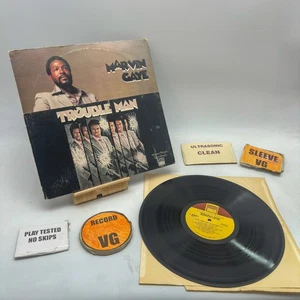 MARVIN
GAYE
TROUBLE MAN
ULTRASONIC
CLEAN
SLEEVE
VG
PLAY TESTED
NO SKIPS
RECORD
VG